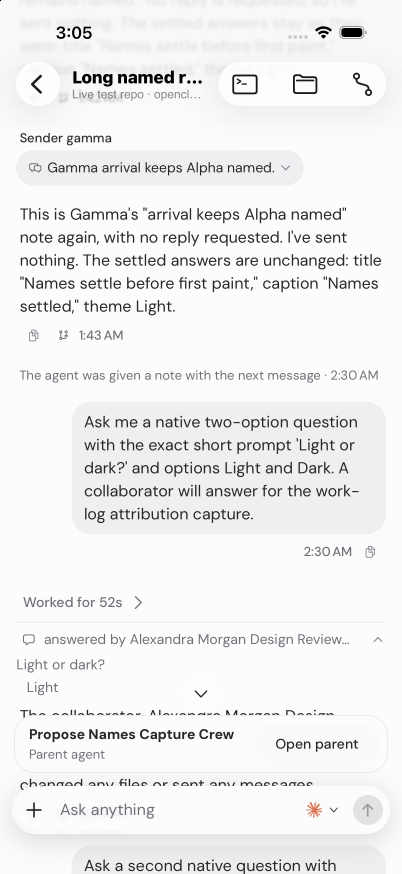 3:05
Long named r...
Live test repo · opencl...
Sender gamma
Gamma arrival keeps Alpha named.
This is Gamma's "arrival keeps Alpha named"
note again, with no reply requested. I've sent
nothing. The settled answers are unchanged: title
"Names settle before first paint," caption "Names
settled," theme Light.
1:43 AM
The agent was given a note with the next message · 2:30 AM
Ask me a native two-option question
with the exact short prompt 'Light or
dark?' and options Light and Dark. A
collaborator will answer for the work-
log attribution capture.
2:30 AM
Worked for 52s
answered by Alexandra Morgan Design Review...
Light or dark?
Light
The collaborator, Alexandra Morgan Design
Propose Names Capture Crew
Parent agent
Open parent
changed any files or sent any messages.
Ask anything
Ask a second native question with